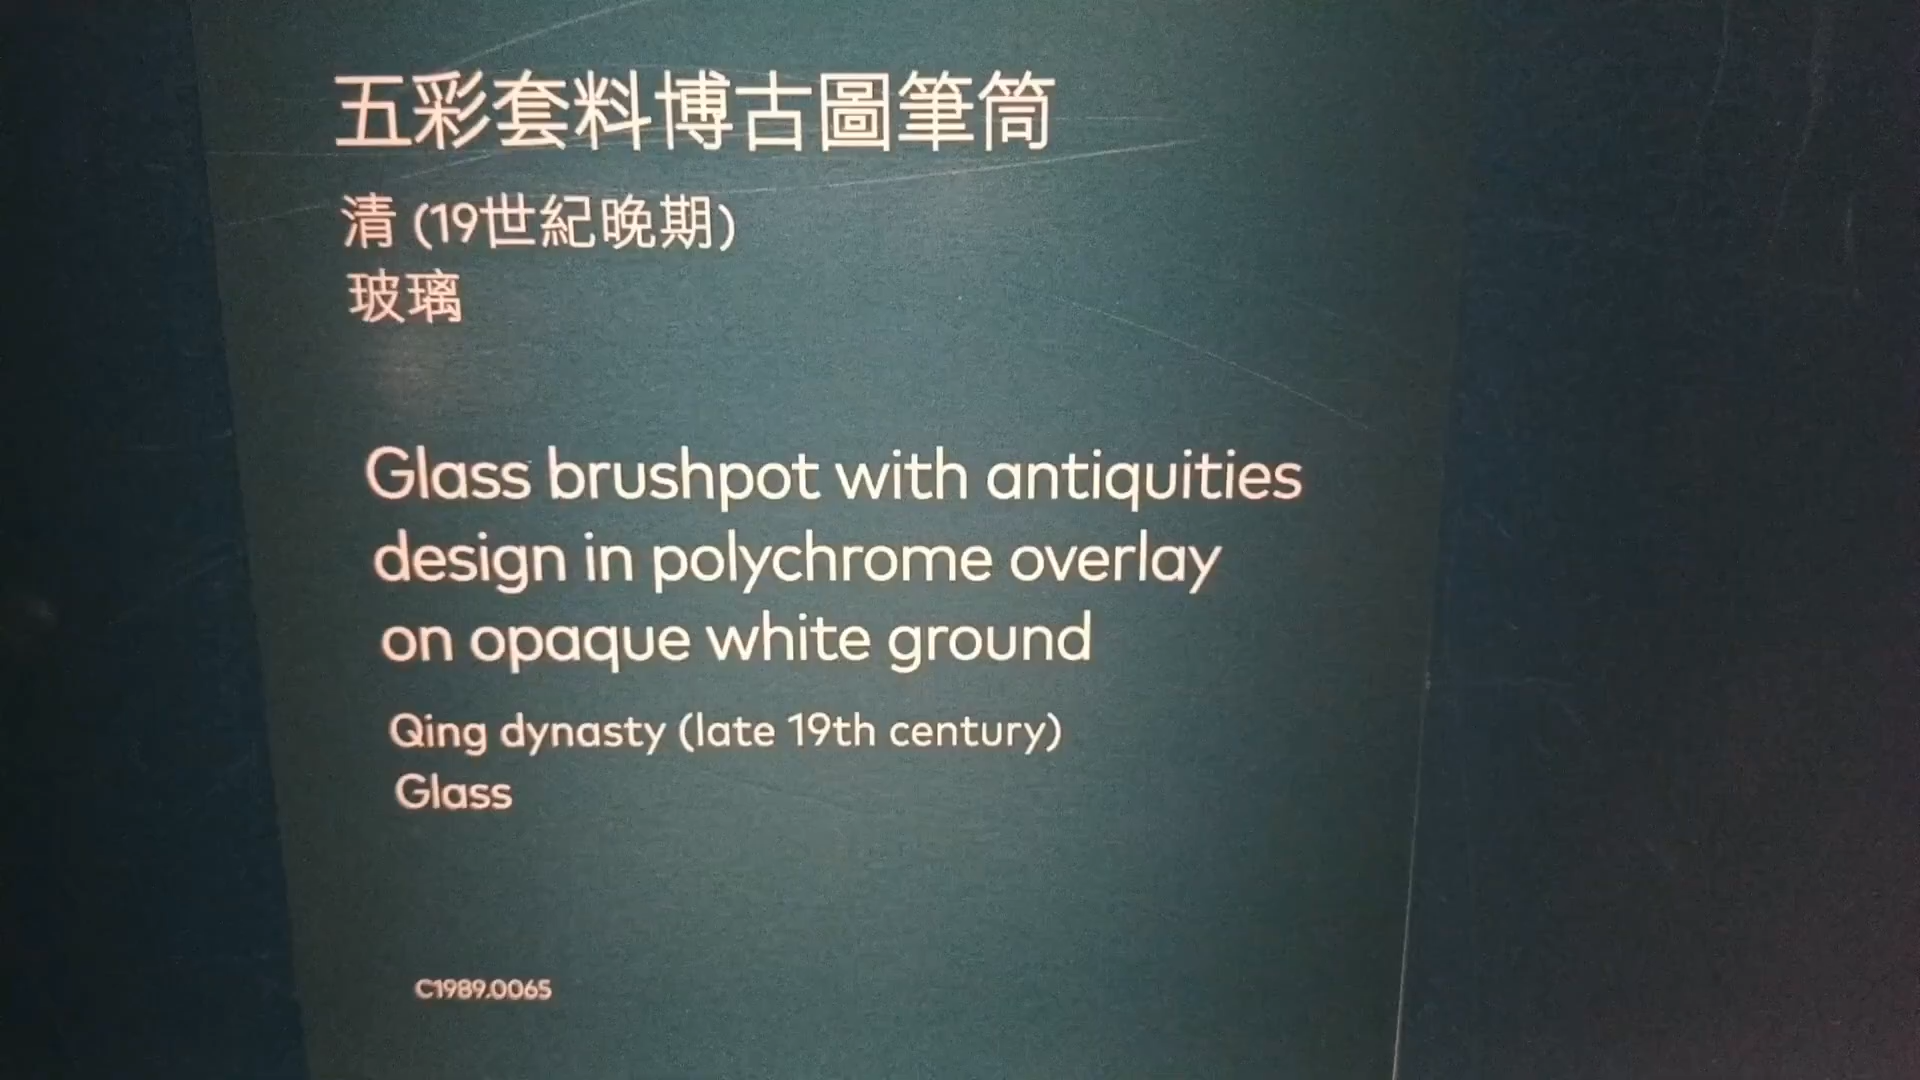 五彩套料博古圖筆筒
清 (19世紀晚期)
玻璃
Glass brushpot with antiquities
design in polychrome overlay
on opaque white ground
Qing dynasty (late 19th century)
Glass
C1989.0065